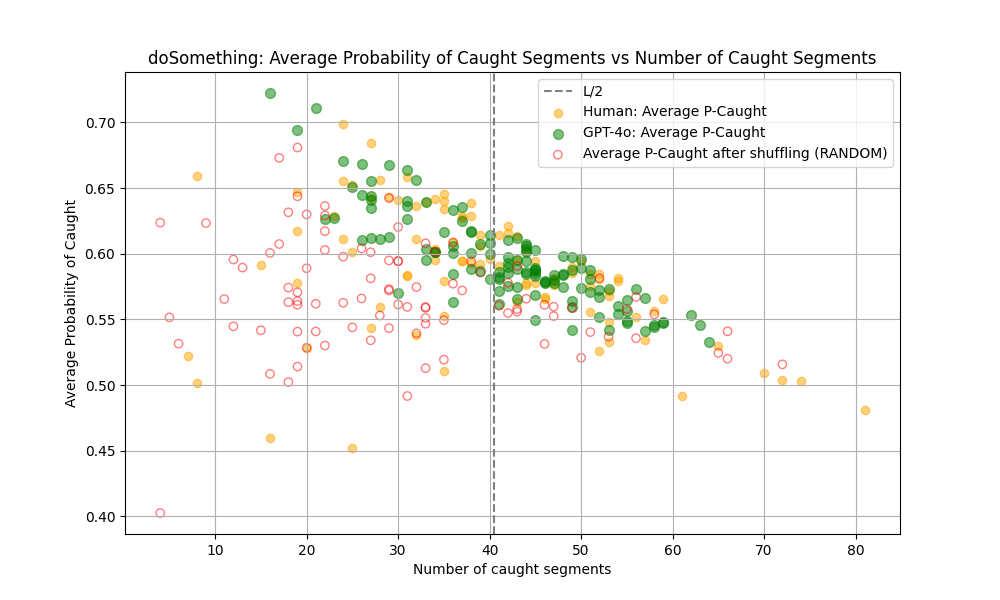 doSomething: Average Probability of Caught Segments vs Number of Caught Segments
L/2
Human: Average P-Caught
GPT-4o: Average P-Caught
Average P-Caught after shuffling (RANDOM)
Average Probability of Caught
0.70
0.65
0.60
0.55
0.50
0.45
0.40
10 20 30 40 50 60 70 80
Number of caught segments